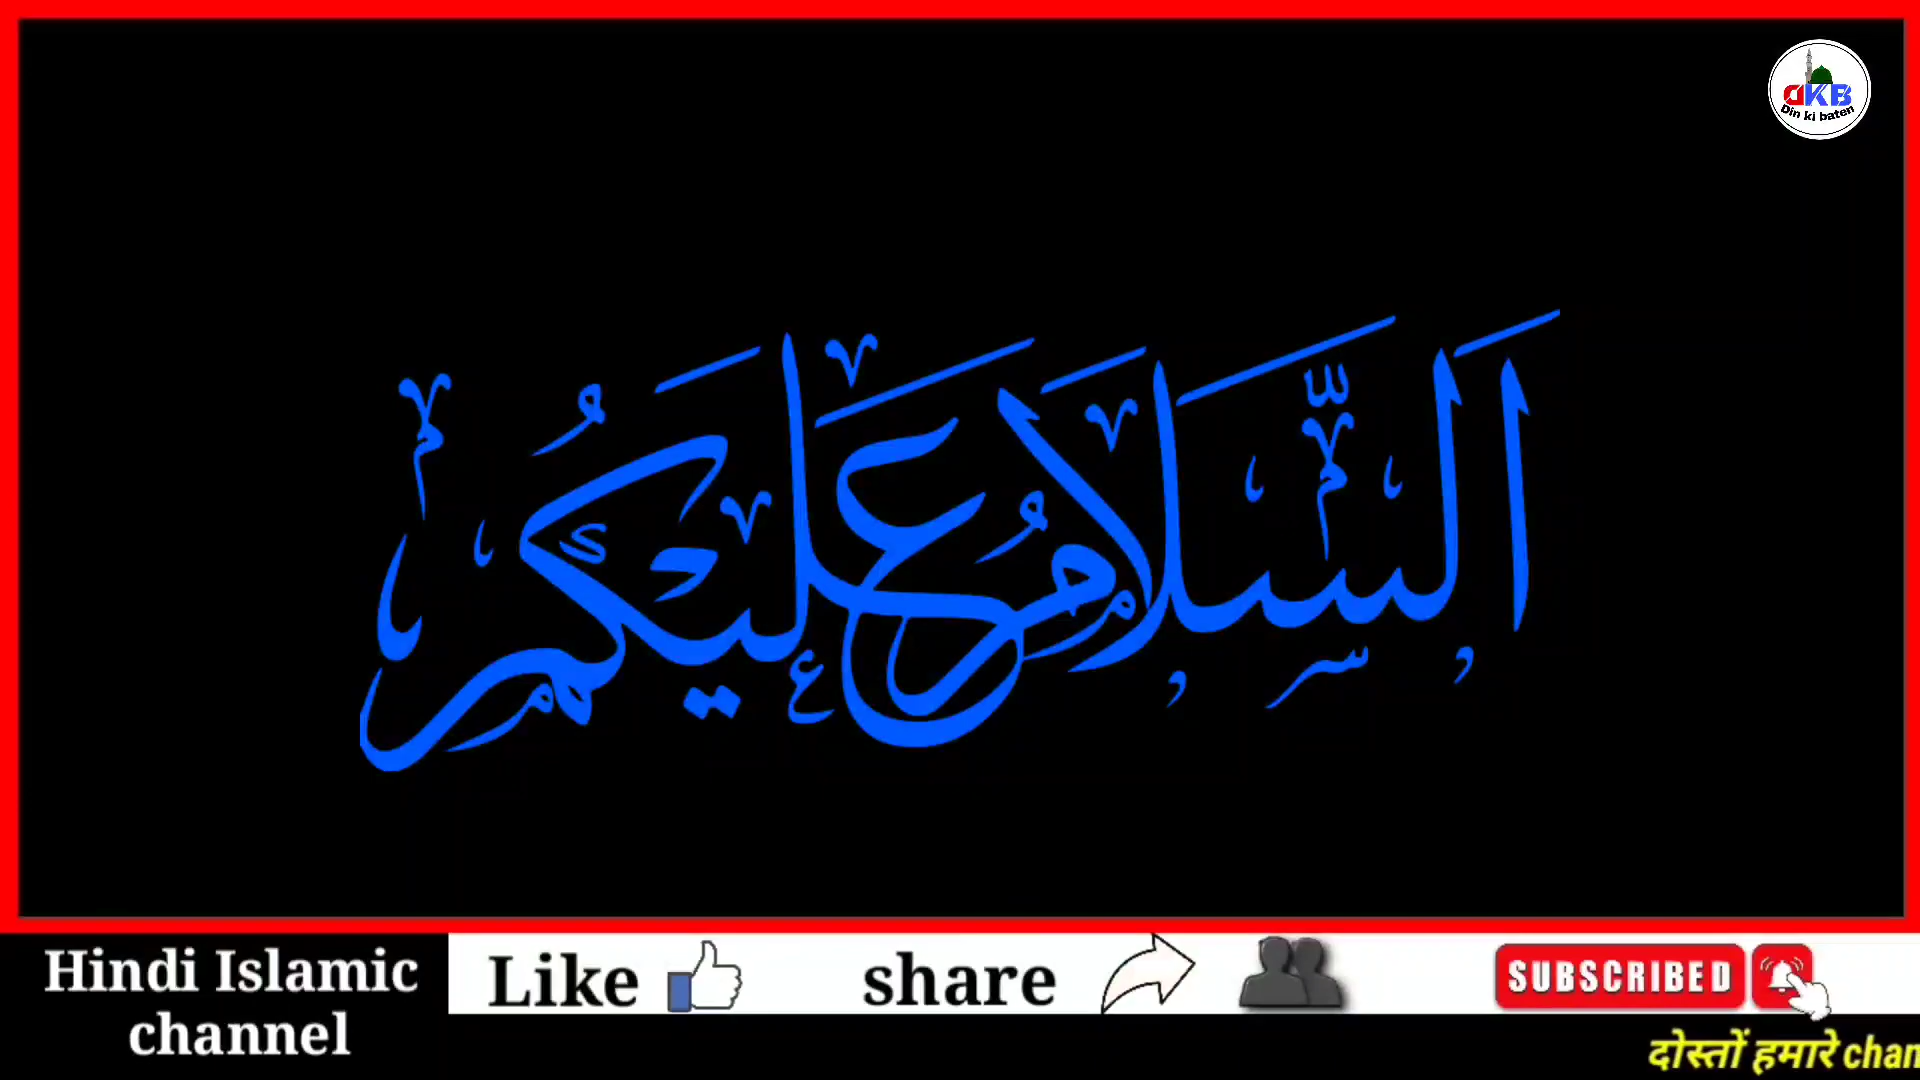 DKB
Din ki baten
اَلسَّلَامُ عَلَيْكُمْ
Hindi Islamic
channel
Like
share
SUBSCRIBED
दोस्तों हमारे chan